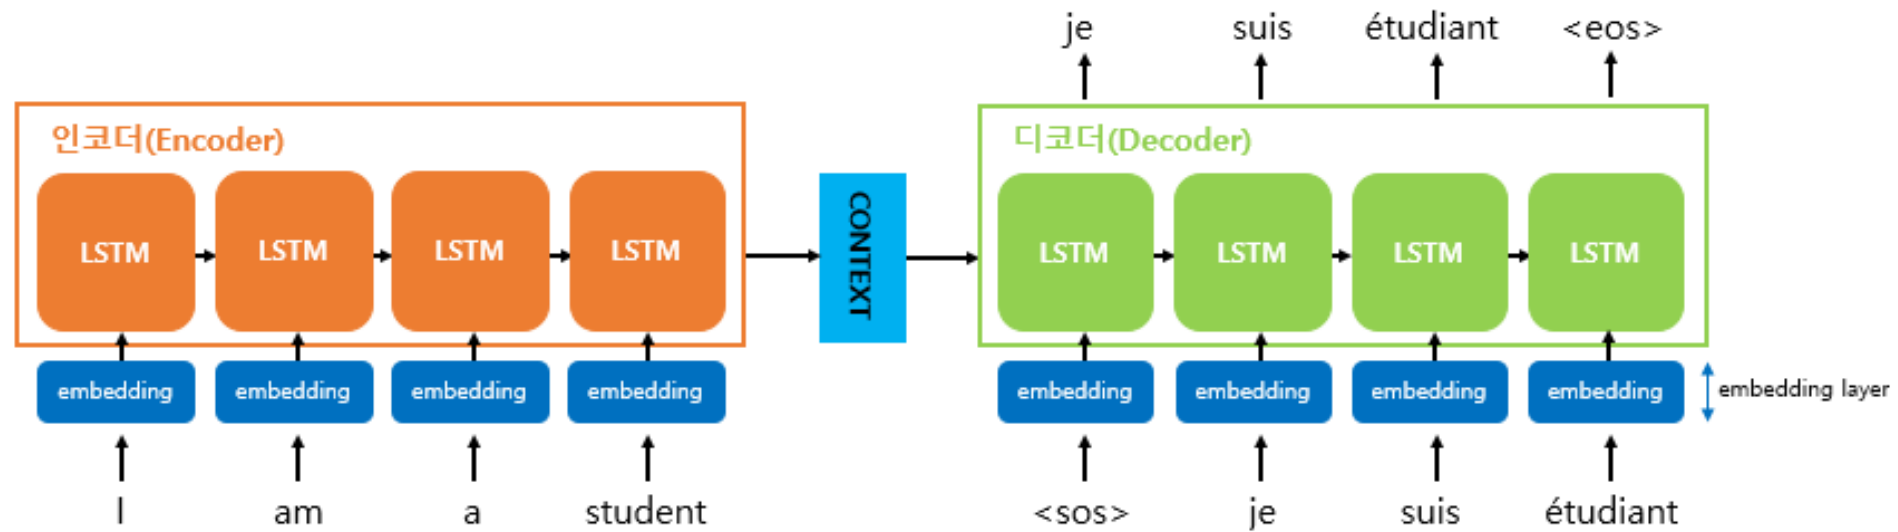 je suis étudiant <eos>
인코더(Encoder)
디코더(Decoder)
LSTM LSTM LSTM LSTM
CONTEXT
LSTM LSTM LSTM LSTM
embedding embedding embedding embedding
embedding embedding embedding embedding
embedding layer
I am a student
<sos> je suis étudiant